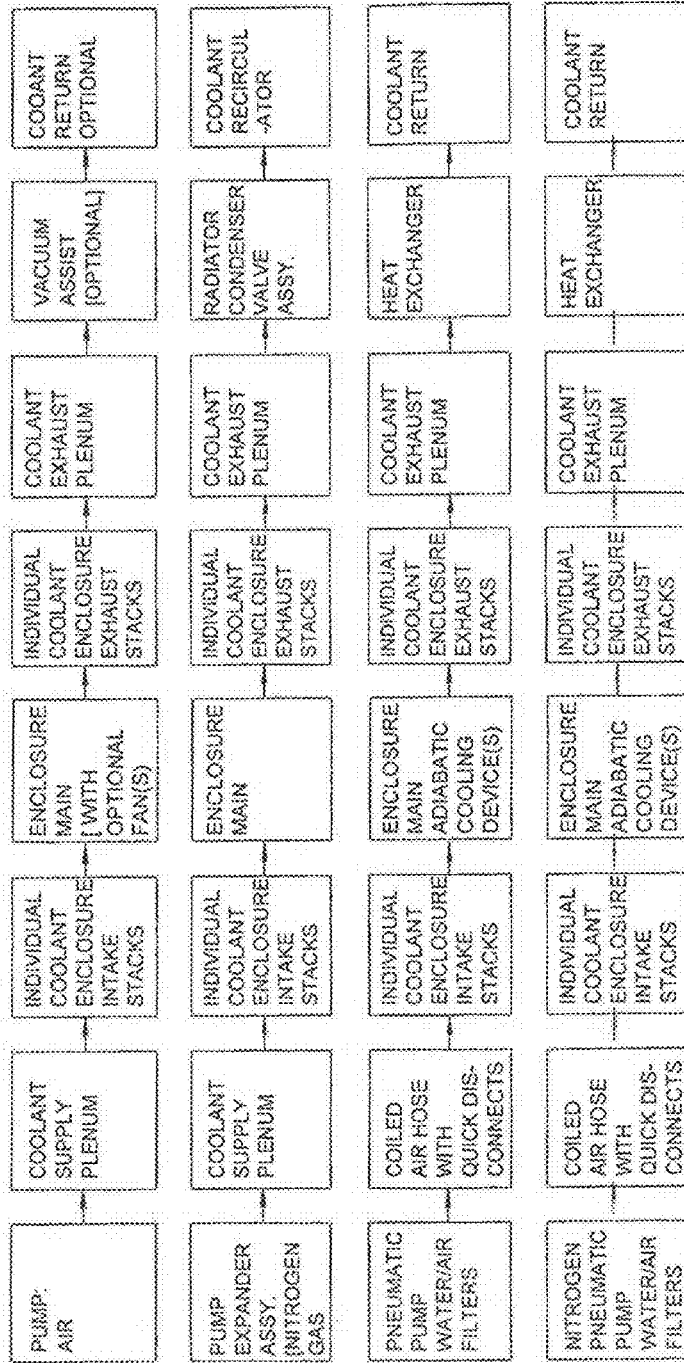 PUMP:
AIR
COOLANT
SUPPLY
PLENUM
INDIVIDUAL
COOLANT
ENCLOSURE
INTAKE
STACKS
ENCLOSURE
MAIN
[WITH
OPTIONAL
FAN(S)
INDIVIDUAL
COOLANT
ENCLOSURE
EXHAUST
STACKS
COOLANT
EXHAUST
PLENUM
VACUUM
ASSIST
[OPTIONAL]
COOANT
RETURN
OPTIONAL
PUMP
EXPANDER
ASSY.
[NITROGEN
GAS
COOLANT
SUPPLY
PLENUM
INDIVIDUAL
COOLANT
ENCLOSURE
INTAKE
STACKS
ENCLOSURE
MAIN
INDIVIDUAL
COOLANT
ENCLOSURE
EXHAUST
STACKS
COOLANT
EXHAUST
PLENUM
RADIATOR
CONDENSER
VALVE
ASSY.
COOLANT
RECIRCUL
-ATOR
PNEUMATIC
PUMP
WATER/AIR
FILTERS
COILED
AIR HOSE
WITH
QUICK DIS-
CONNECTS
INDIVIDUAL
COOLANT
ENCLOSURE
INTAKE
STACKS
ENCLOSURE
MAIN
ADIABATIC
COOLING
DEVICE(S)
INDIVIDUAL
COOLANT
ENCLOSURE
EXHAUST
STACKS
COOLANT
EXHAUST
PLENUM
HEAT
EXCHANGER
COOLANT
RETURN
NITROGEN
PNEUMATIC
PUMP
WATER/AIR
FILTERS
COILED
AIR HOSE
WITH
QUICK DIS-
CONNECTS
INDIVIDUAL
COOLANT
ENCLOSURE
INTAKE
STACKS
ENCLOSURE
MAIN
ADIABATIC
COOLING
DEVICE(S)
INDIVIDUAL
COOLANT
ENCLOSURE
EXHAUST
STACKS
COOLANT
EXHAUST
PLENUM
HEAT
EXCHANGER
COOLANT
RETURN